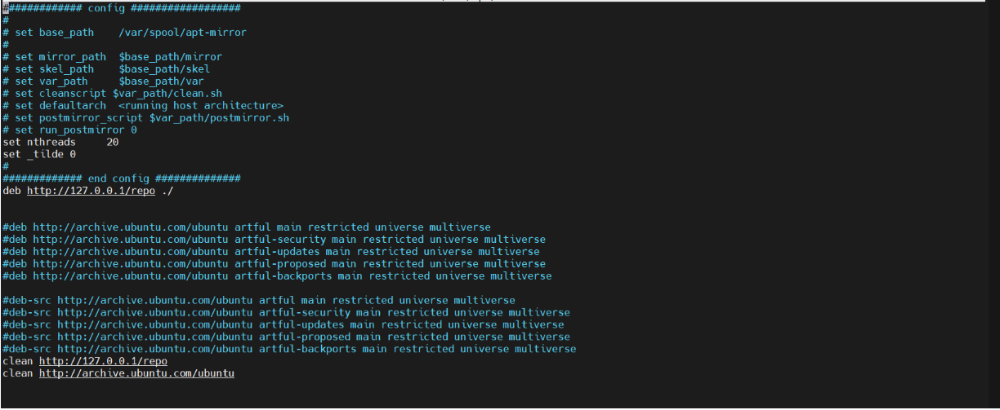 ############# config ##################
#
# set base_path    /var/spool/apt-mirror
#
# set mirror_path  $base_path/mirror
# set skel_path    $base_path/skel
# set var_path     $base_path/var
# set cleanscript $var_path/clean.sh
# set defaultarch  <running host architecture>
# set postmirror_script $var_path/postmirror.sh
# set run_postmirror 0
set nthreads     20
set _tilde 0
#
############# end config ##############
deb http://127.0.0.1/repo ./
#deb http://archive.ubuntu.com/ubuntu artful main restricted universe multiverse
#deb http://archive.ubuntu.com/ubuntu artful-security main restricted universe multiverse
#deb http://archive.ubuntu.com/ubuntu artful-updates main restricted universe multiverse
#deb http://archive.ubuntu.com/ubuntu artful-proposed main restricted universe multiverse
#deb http://archive.ubuntu.com/ubuntu artful-backports main restricted universe multiverse
#deb-src http://archive.ubuntu.com/ubuntu artful main restricted universe multiverse
#deb-src http://archive.ubuntu.com/ubuntu artful-security main restricted universe multiverse
#deb-src http://archive.ubuntu.com/ubuntu artful-updates main restricted universe multiverse
#deb-src http://archive.ubuntu.com/ubuntu artful-proposed main restricted universe multiverse
#deb-src http://archive.ubuntu.com/ubuntu artful-backports main restricted universe multiverse
clean http://127.0.0.1/repo
clean http://archive.ubuntu.com/ubuntu